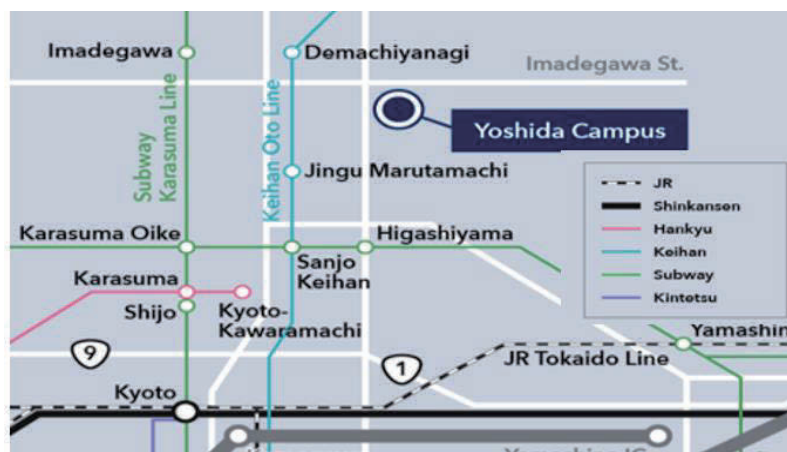 Imadegawa
Demachiyanagi
Imadegawa St.
Subway
Karasuma Line
Keihan Oto Line
Yoshida Campus
Jingu Marutamachi
JR
Shinkansen
Hankyu
Keihan
Subway
Kintetsu
Karasuma Oike
Higashiyama
Sanjo
Keihan
Karasuma
Shijo
Kyoto-
Kawaramachi
9
1
Yamashin
JR Tokaido Line
Kyoto